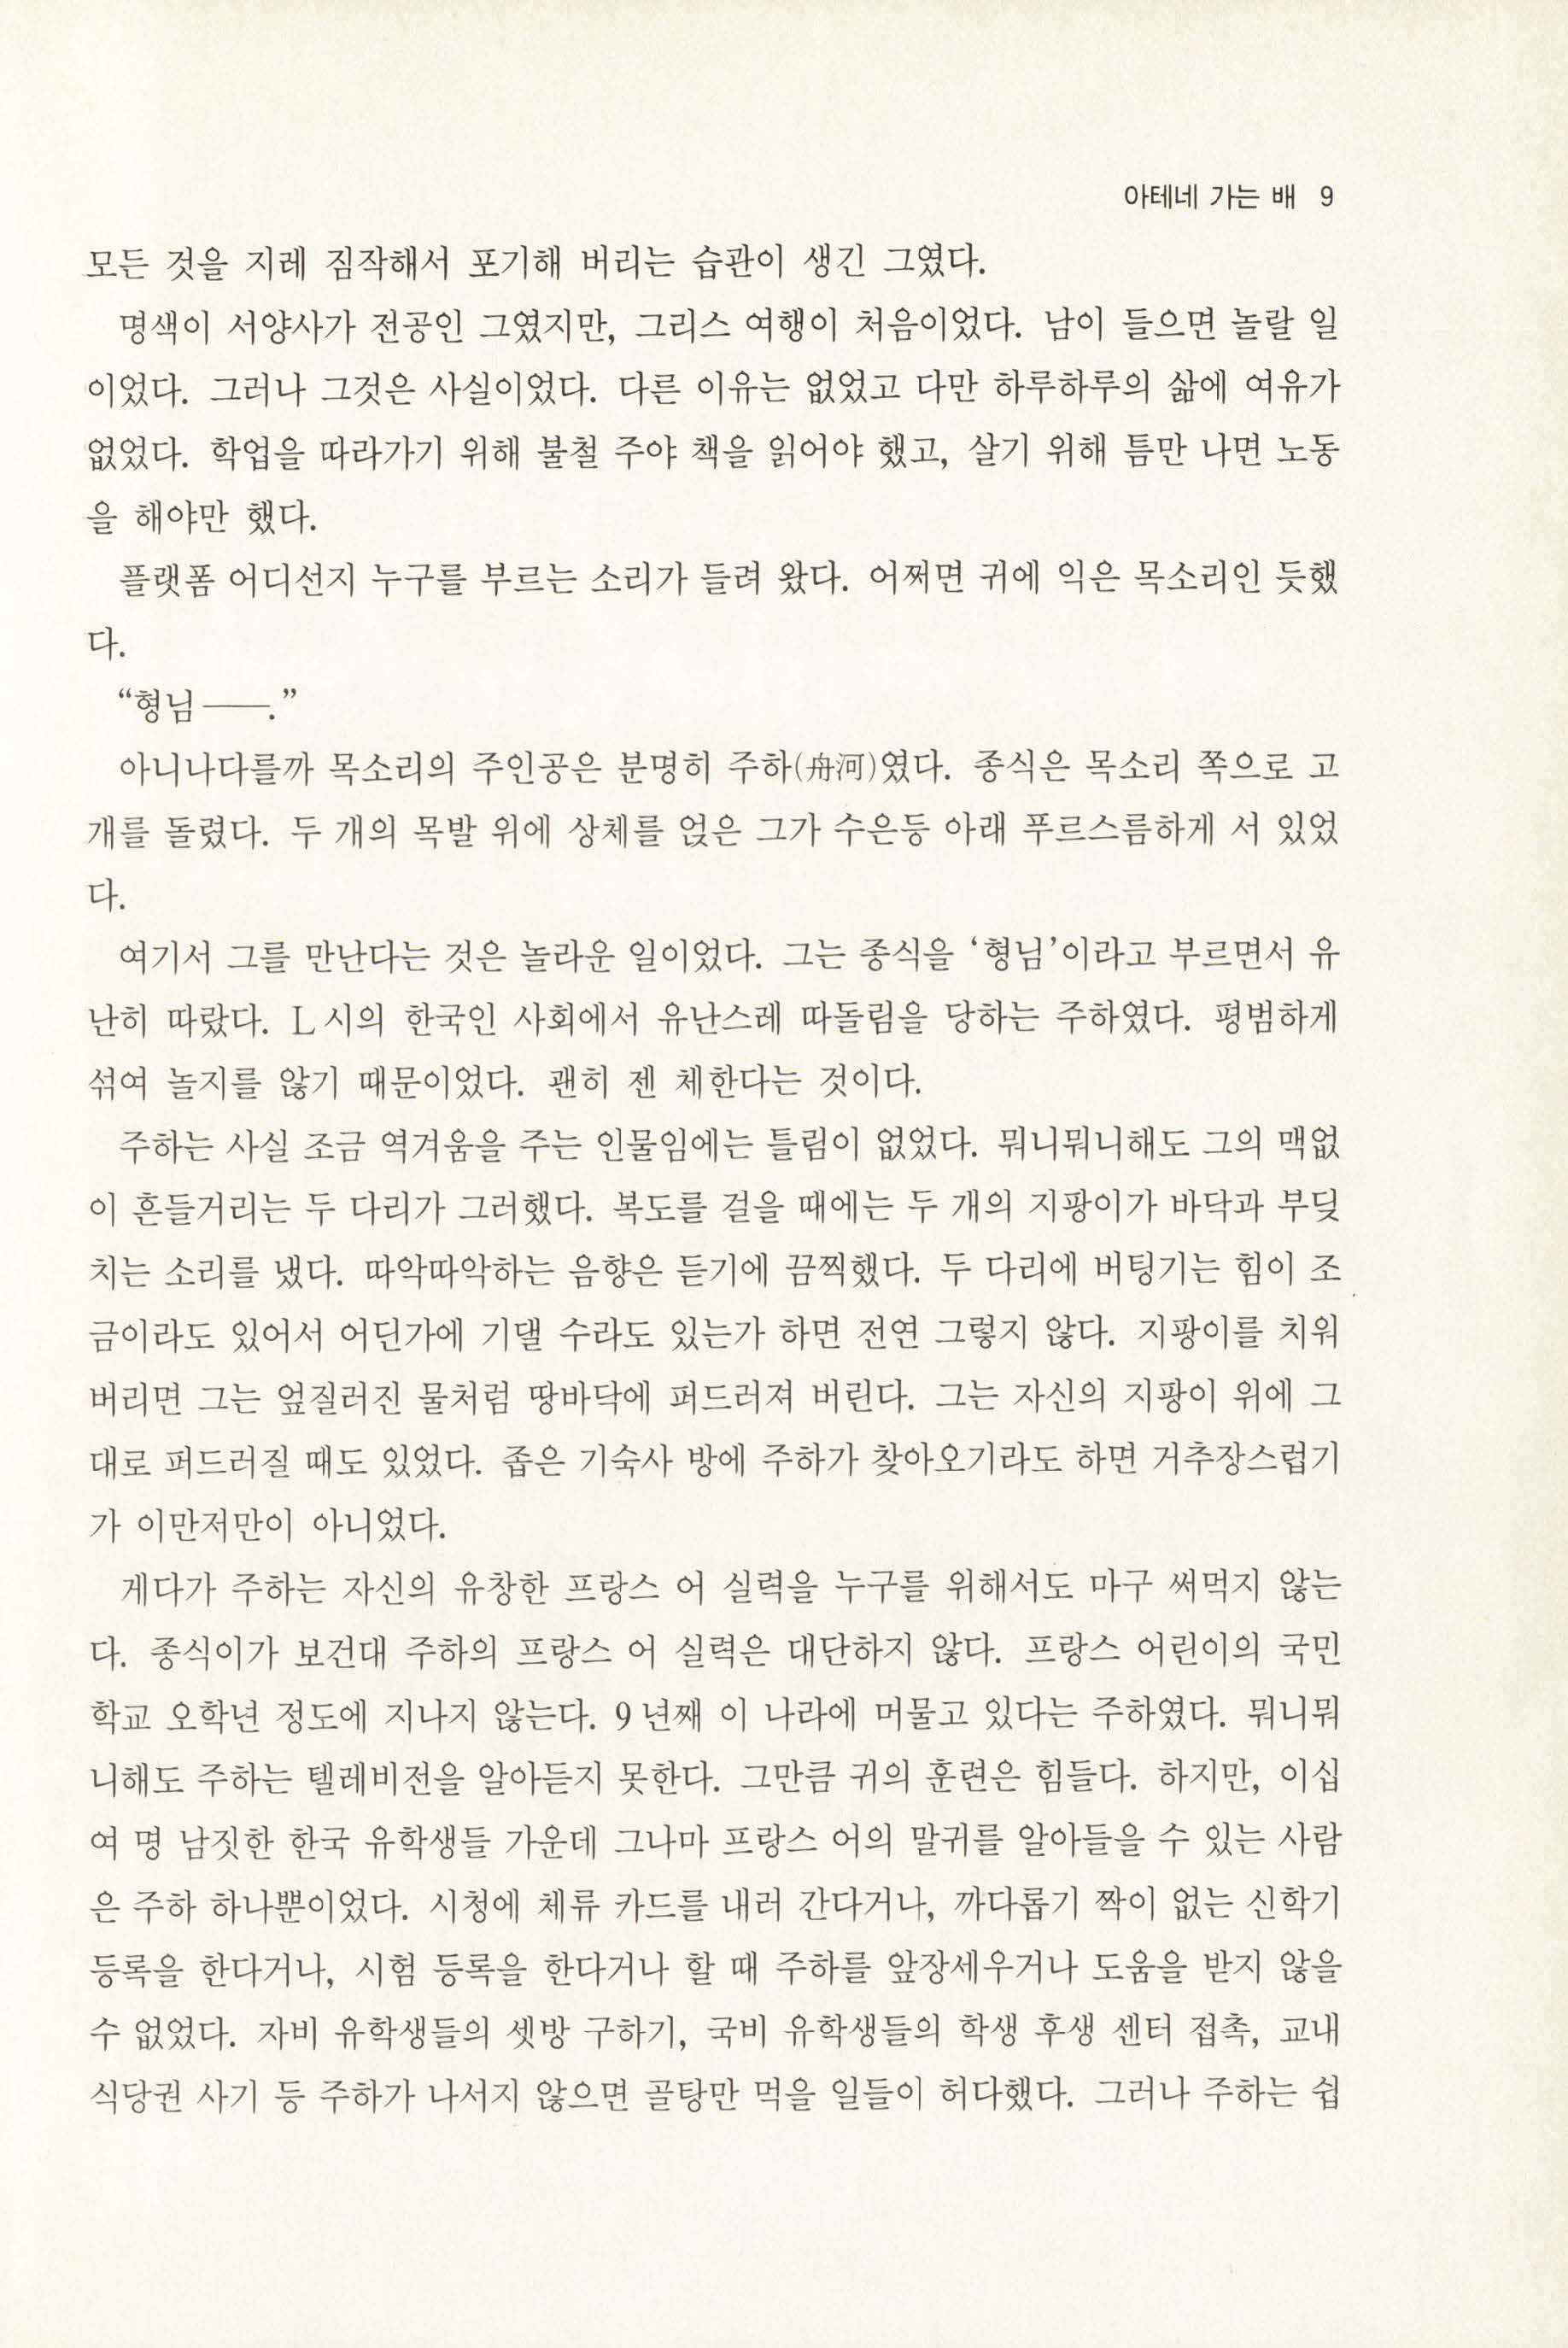 아테네 가는 배 9
모든 것을 지레 짐작해서 포기해 버리는 습관이 생긴 그였다.
명색이 서양사가 전공인 그였지만, 그리스 여행이 처음이었다. 남이 들으면 놀랄 일
이었다. 그러나 그것은 사실이었다. 다른 이유는 없었고 다만 하루하루의 삶에 여유가
없었다. 학업을 따라가기 위해 불철 주야 책을 읽어야 했고, 살기 위해 틈만 나면 노동
을 해야만 했다.
플랫폼 어디선지 누구를 부르는 소리가 들려 왔다. 어쩌면 귀에 익은 목소리인 듯했
다.
“형님——.”
아니나다를까 목소리의 주인공은 분명히 주하(舟河)였다. 종식은 목소리 쪽으로 고
개를 돌렸다. 두 개의 목발 위에 상체를 얹은 그가 수은등 아래 푸르스름하게 서 있었
다.
여기서 그를 만난다는 것은 놀라운 일이었다. 그는 종식을 ‘형님’이라고 부르면서 유
난히 따랐다. L시의 한국인 사회에서 유난스레 따돌림을 당하는 주하였다. 평범하게
섞여 놀지를 않기 때문이었다. 괜히 젠 체한다는 것이다.
주하는 사실 조금 역겨움을 주는 인물임에는 틀림이 없었다. 뭐니뭐니해도 그의 맥없
이 흔들거리는 두 다리가 그러했다. 복도를 걸을 때에는 두 개의 지팡이가 바닥과 부딪
치는 소리를 냈다. 따악따악하는 음향은 듣기에 끔찍했다. 두 다리에 버팅기는 힘이 조
금이라도 있어서 어딘가에 기댈 수라도 있는가 하면 전연 그렇지 않다. 지팡이를 치워
버리면 그는 엎질러진 물처럼 땅바닥에 퍼드러져 버린다. 그는 자신의 지팡이 위에 그
대로 퍼드러질 때도 있었다. 좁은 기숙사 방에 주하가 찾아오기라도 하면 거추장스럽기
가 이만저만이 아니었다.
게다가 주하는 자신의 유창한 프랑스 어 실력을 누구를 위해서도 마구 써먹지 않는
다. 종식이가 보건대 주하의 프랑스 어 실력은 대단하지 않다. 프랑스 어린이의 국민
학교 오학년 정도에 지나지 않는다. 9년째 이 나라에 머물고 있다는 주하였다. 뭐니뭐
니해도 주하는 텔레비전을 알아듣지 못한다. 그만큼 귀의 훈련은 힘들다. 하지만, 이십
여 명 남짓한 한국 유학생들 가운데 그나마 프랑스 어의 말귀를 알아들을 수 있는 사람
은 주하 하나뿐이었다. 시청에 체류 카드를 내러 간다거나, 까다롭기 짝이 없는 신학기
등록을 한다거나, 시험 등록을 한다거나 할 때 주하를 앞장세우거나 도움을 받지 않을
수 없었다. 자비 유학생들의 셋방 구하기, 국비 유학생들의 학생 후생 센터 접촉, 교내
식당권 사기 등 주하가 나서지 않으면 골탕만 먹을 일들이 허다했다. 그러나 주하는 쉽